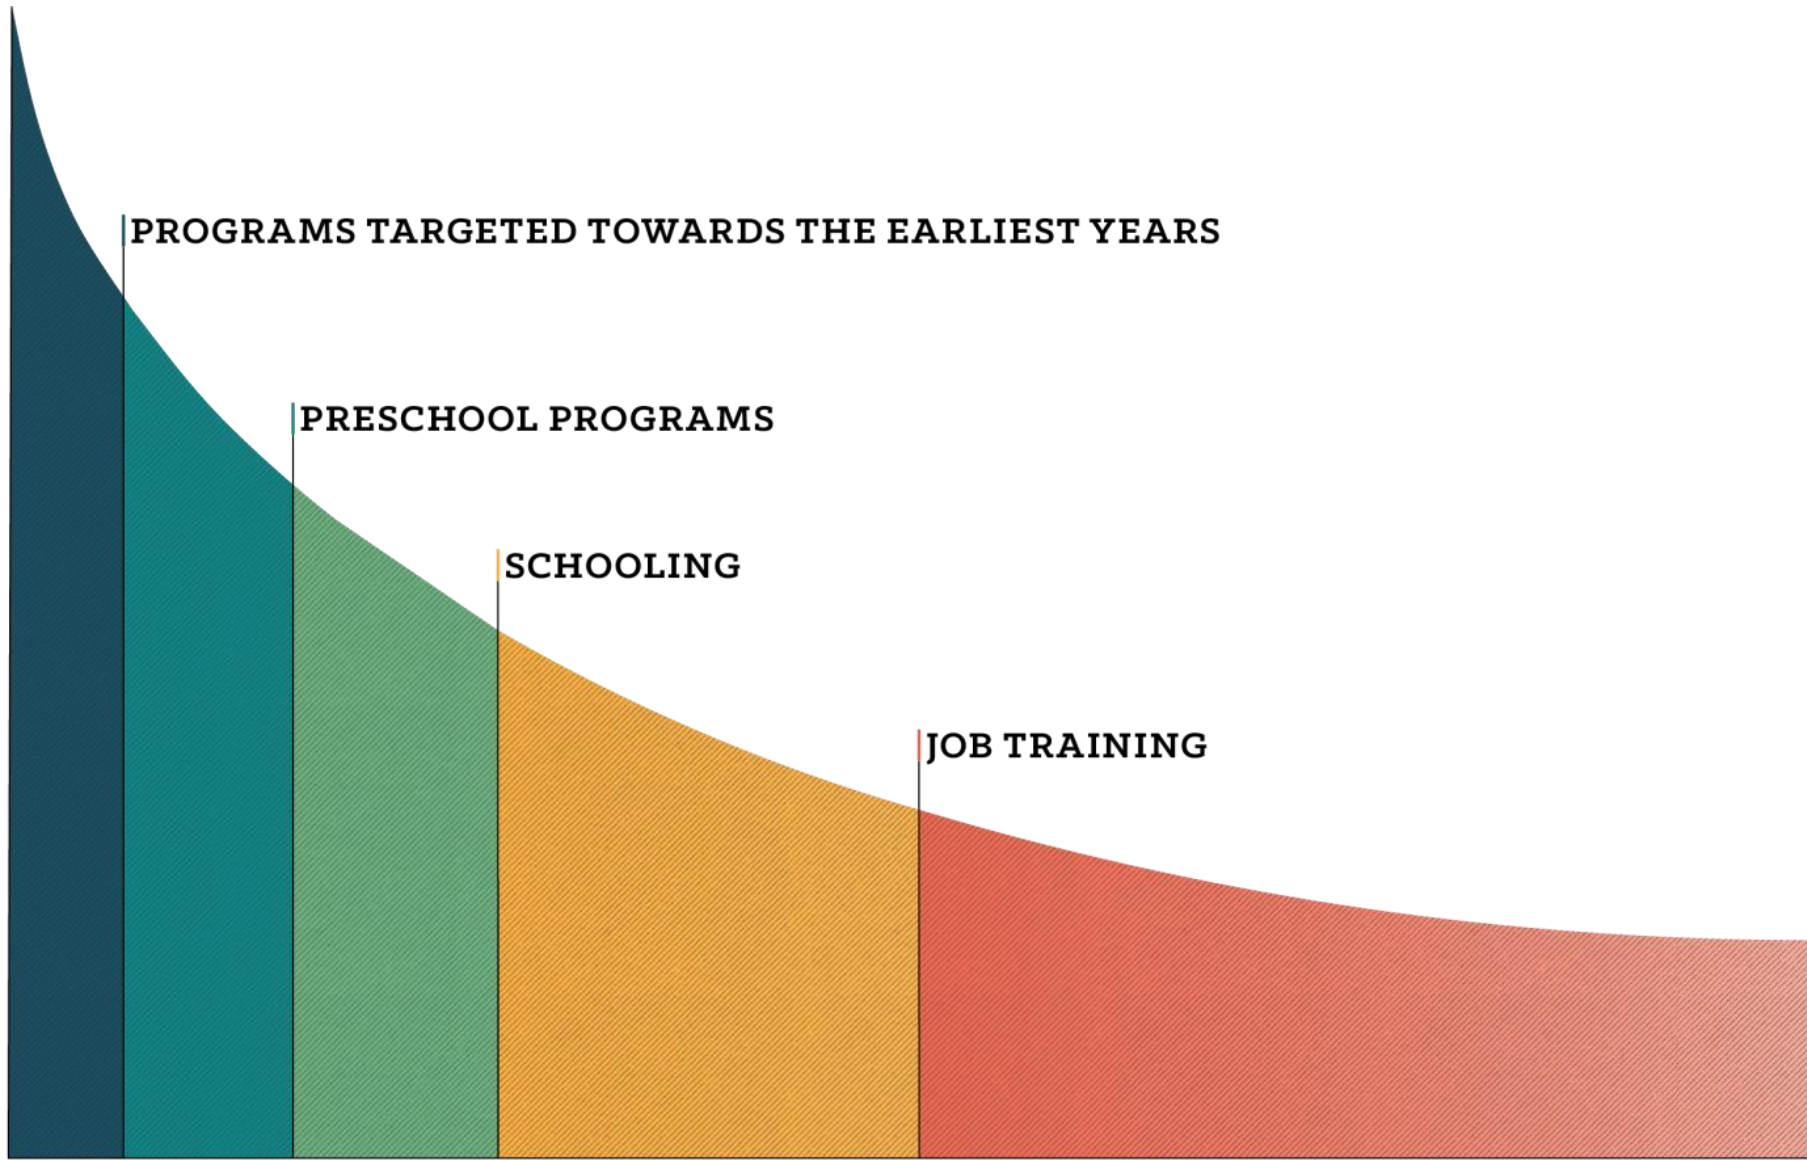 PROGRAMS TARGETED TOWARDS THE EARLIEST YEARS
PRESCHOOL PROGRAMS
SCHOOLING
JOB TRAINING